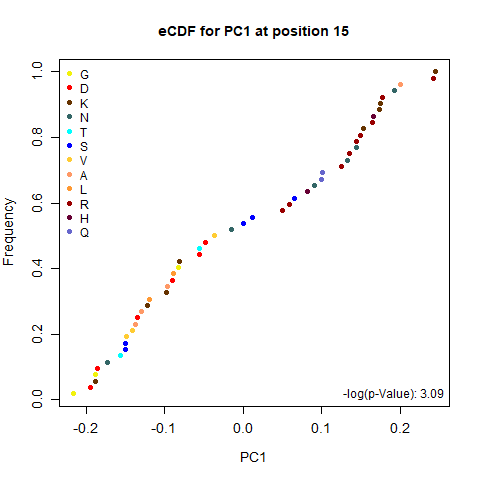 eCDF for PC1 at position 15
G
D
K
N
T
S
V
A
L
R
H
Q
Frequency
1.0
0.8
0.6
0.4
0.2
0.0
-log(p-Value): 3.09
-0.2 -0.1 0.0 0.1 0.2
PC1